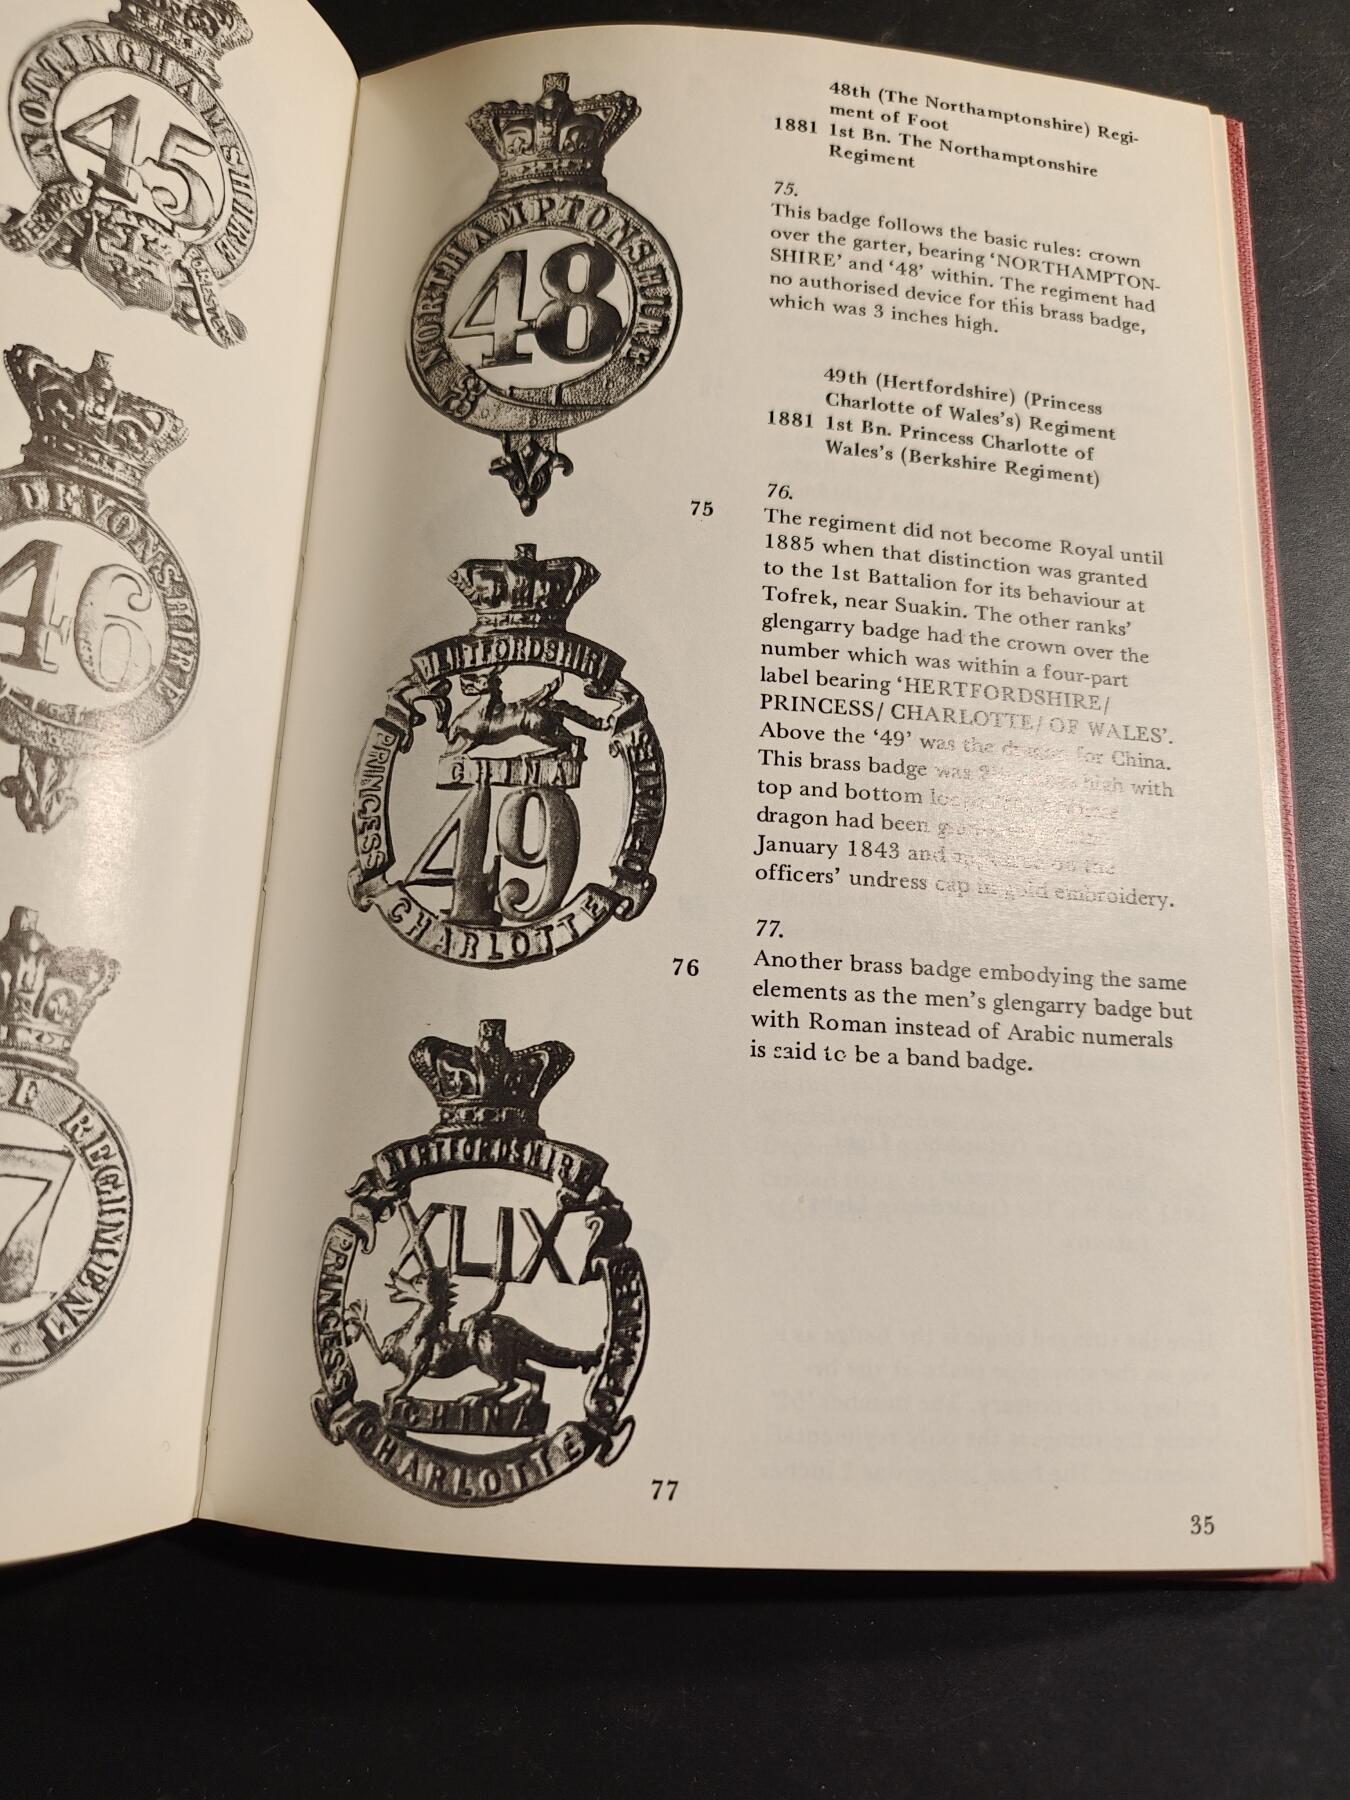 NOTTINGHAMSHIRE
45
DEVONSHIRE
46
REGIMENT
7
NORTHAMPTONSHIRE
48
75
HERTFORDSHIRE
PRINCESS
CHINA
49
OF WALES
CHARLOTTE
76
HERTFORDSHIRE
XLIX
PRINCESS
OF WALES
CHINA
CHARLOTTE
77
48th (The Northamptonshire) Regi-
ment of Foot
1881 1st Bn. The Northamptonshire
Regiment
75.
This badge follows the basic rules: crown
over the garter, bearing ‘NORTHAMPTON-
SHIRE’ and ‘48’ within. The regiment had
no authorised device for this brass badge,
which was 3 inches high.
49th (Hertfordshire) (Princess
Charlotte of Wales’s) Regiment
1881 1st Bn. Princess Charlotte of
Wales’s (Berkshire Regiment)
76.
The regiment did not become Royal until
1885 when that distinction was granted
to the 1st Battalion for its behaviour at
Tofrek, near Suakin. The other ranks’
glengarry badge had the crown over the
number which was within a four-part
label bearing ‘HERTFORDSHIRE/
PRINCESS/ CHARLOTTE/ OF WALES’.
Above the ‘49’ was the dragon for China.
This brass badge was high with
top and bottom
dragon had been
January 1843 and on the
officers’ undress cap in gold embroidery.
77.
Another brass badge embodying the same
elements as the men’s glengarry badge but
with Roman instead of Arabic numerals
is said to be a band badge.
35